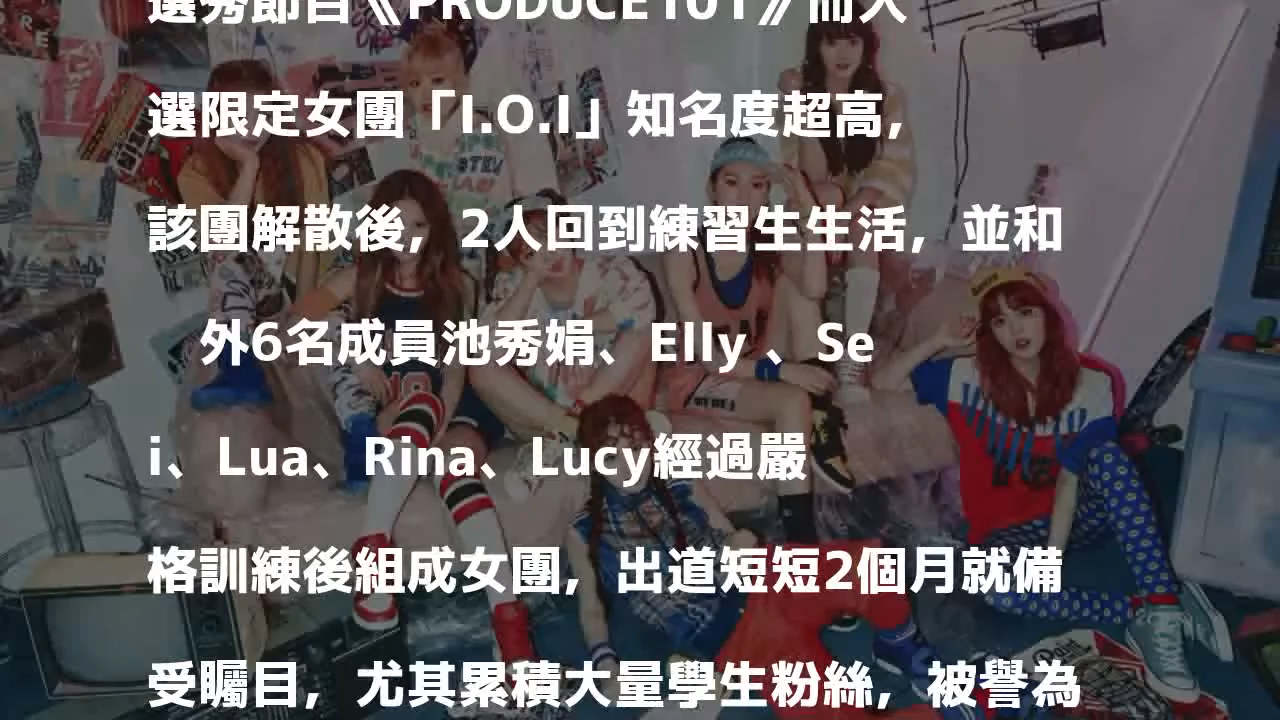 選秀節目《PRODUCE101》而入
選限定女團「I.O.I」知名度超高，
該團解散後，2人回到練習生生活，並和
外6名成員池秀娟、Elly 、Se
i、Lua、Rina、Lucy經過嚴
格訓練後組成女團，出道短短2個月就備
受矚目，尤其累積大量學生粉絲，被譽為